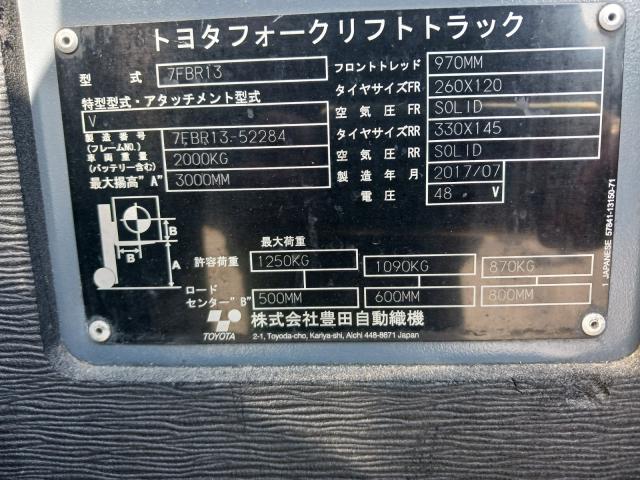 トヨタフォークリフトトラック
型 式 7FBR13
特型型式・アタッチメント型式
V
製造番号 (フレームNO.) 7FBR13-52284
車両重量 (バッテリー含む) 2000KG
最大揚高"A" 3000MM
フロントトレッド 970MM
タイヤサイズFR 260X120
空気圧FR SOLID
タイヤサイズRR 330X145
空気圧RR SOLID
製造年月 2017/07
電圧 48 V
B
B
A
最大荷重
許容荷重 1250KG 1090KG 870KG
ロードセンター"B" 500MM 600MM 800MM
TOYOTA 株式会社豊田自動織機
2-1, Toyoda-cho, Kariya-shi, Aichi 448-8671 Japan
JAPANESE 57841-13150-71